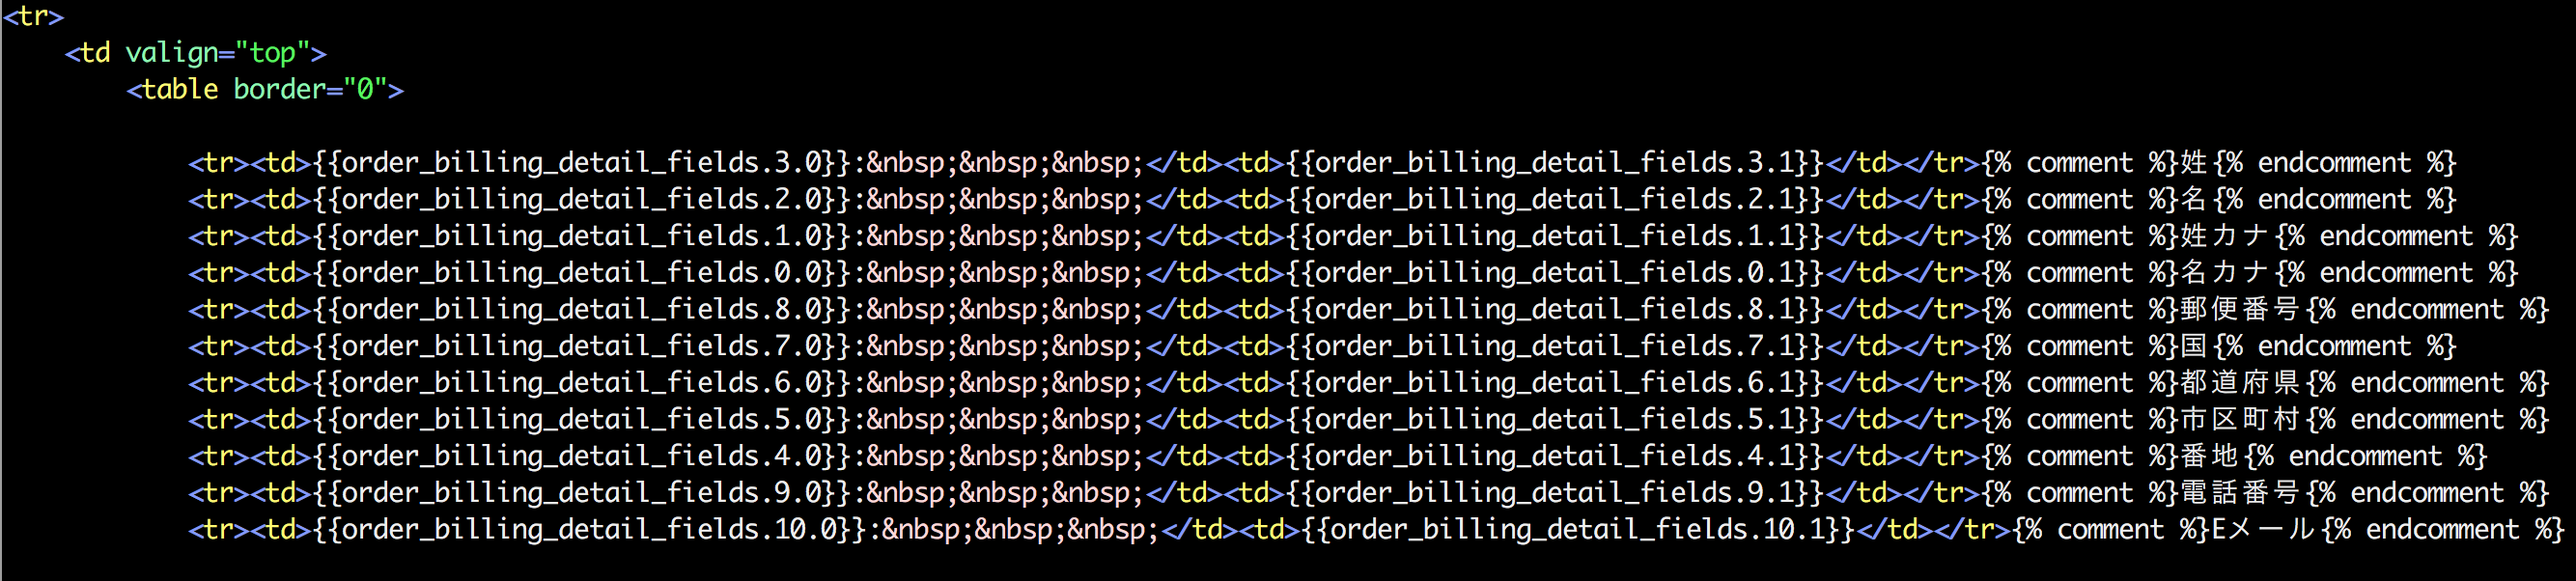 <tr>
<td valign="top">
<table border="0">
<tr><td>{{order_billing_detail_fields.3.0}}:&nbsp;&nbsp;&nbsp;</td><td>{{order_billing_detail_fields.3.1}}</td></tr>{% comment %}姓{% endcomment %}
<tr><td>{{order_billing_detail_fields.2.0}}:&nbsp;&nbsp;&nbsp;</td><td>{{order_billing_detail_fields.2.1}}</td></tr>{% comment %}名{% endcomment %}
<tr><td>{{order_billing_detail_fields.1.0}}:&nbsp;&nbsp;&nbsp;</td><td>{{order_billing_detail_fields.1.1}}</td></tr>{% comment %}姓カナ{% endcomment %}
<tr><td>{{order_billing_detail_fields.0.0}}:&nbsp;&nbsp;&nbsp;</td><td>{{order_billing_detail_fields.0.1}}</td></tr>{% comment %}名カナ{% endcomment %}
<tr><td>{{order_billing_detail_fields.8.0}}:&nbsp;&nbsp;&nbsp;</td><td>{{order_billing_detail_fields.8.1}}</td></tr>{% comment %}郵便番号{% endcomment %}
<tr><td>{{order_billing_detail_fields.7.0}}:&nbsp;&nbsp;&nbsp;</td><td>{{order_billing_detail_fields.7.1}}</td></tr>{% comment %}国{% endcomment %}
<tr><td>{{order_billing_detail_fields.6.0}}:&nbsp;&nbsp;&nbsp;</td><td>{{order_billing_detail_fields.6.1}}</td></tr>{% comment %}都道府県{% endcomment %}
<tr><td>{{order_billing_detail_fields.5.0}}:&nbsp;&nbsp;&nbsp;</td><td>{{order_billing_detail_fields.5.1}}</td></tr>{% comment %}市区町村{% endcomment %}
<tr><td>{{order_billing_detail_fields.4.0}}:&nbsp;&nbsp;&nbsp;</td><td>{{order_billing_detail_fields.4.1}}</td></tr>{% comment %}番地{% endcomment %}
<tr><td>{{order_billing_detail_fields.9.0}}:&nbsp;&nbsp;&nbsp;</td><td>{{order_billing_detail_fields.9.1}}</td></tr>{% comment %}電話番号{% endcomment %}
<tr><td>{{order_billing_detail_fields.10.0}}:&nbsp;&nbsp;&nbsp;</td><td>{{order_billing_detail_fields.10.1}}</td></tr>{% comment %}Eメール{% endcomment %}